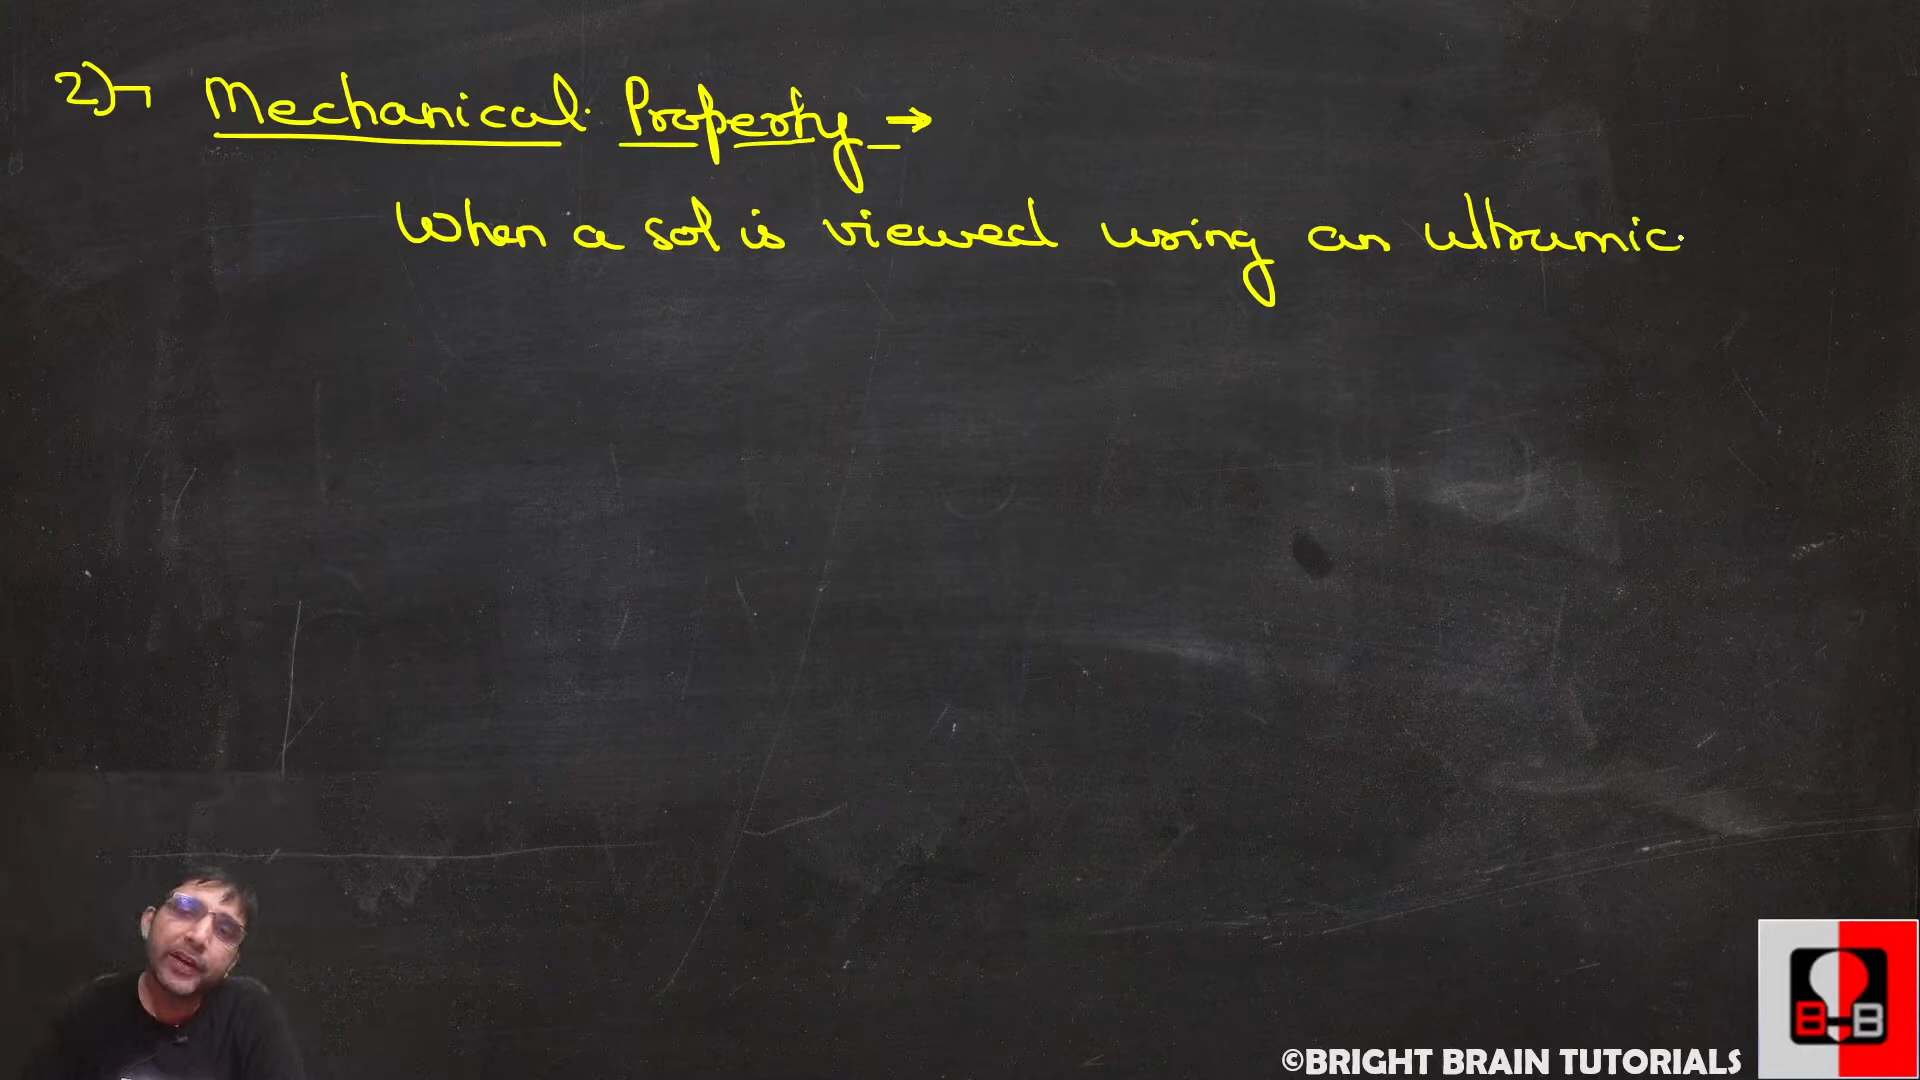 2)→ Mechanical Property →
When a sol is viewed using an ultramic
B B
©BRIGHT BRAIN TUTORIALS